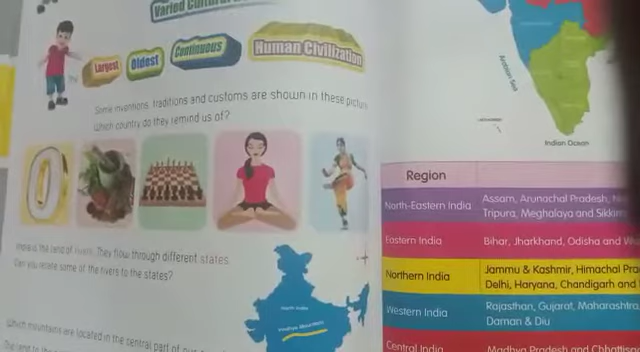 Varied Cultural
Largest Oldest Continuous Human Civilization
Some inventions, traditions and customs are shown in these
Which country do they remind us of?
India is the land of rivers. They flow through different states.
Can you relate some of the rivers to the states?
North India
Vindhya Mountains
Which mountains are located in the central part of our
Arabian Sea
Indian Ocean
Region
North-Eastern India
Assam, Arunachal Pradesh,
Tripura, Meghalaya and Sikkim
Eastern India
Bihar, Jharkhand, Odisha and
Northern India
Jammu & Kashmir, Himachal
Delhi, Haryana, Chandigarh and
Western India
Rajasthan, Gujarat, Maharashtra,
Daman & Diu
Central India
Madhya Pradesh and